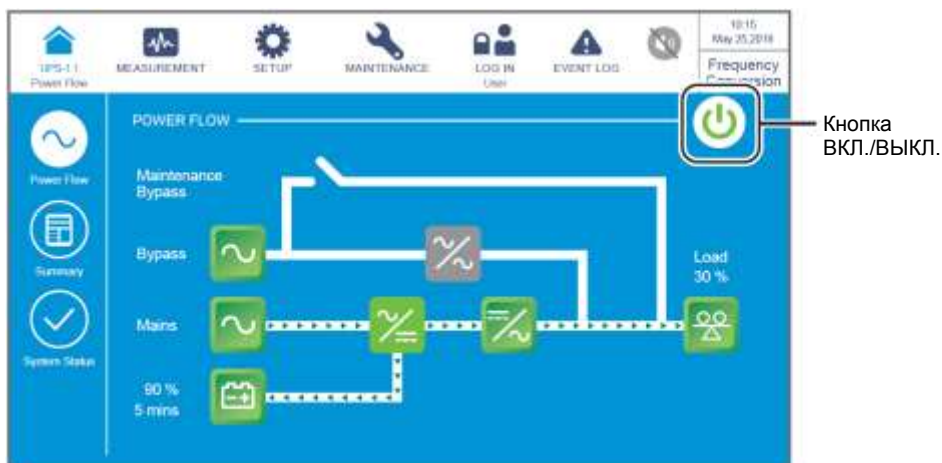 10:15
May 25,2018
UPS-1 1
Power Flow
MEASUREMENT
SETUP
MAINTENANCE
LOG IN
User
EVENT LOG
Frequency
Conversion
POWER FLOW
Кнопка
ВКЛ./ВЫКЛ.
Power Flow
Maintenance
Bypass
Summary
Bypass
Load
30 %
Mains
System Status
90 %
5 mins